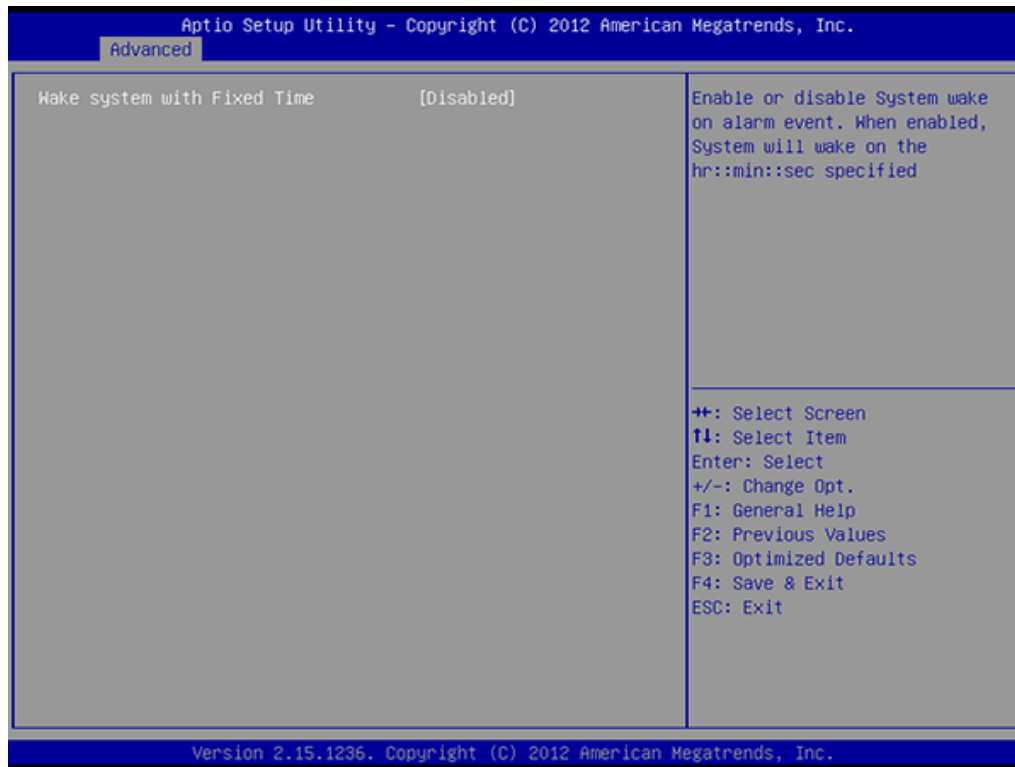 Aptio Setup Utility – Copyright (C) 2012 American Megatrends, Inc.
Advanced
Wake system with Fixed Time [Disabled]
Enable or disable System wake
on alarm event. When enabled,
System will wake on the
hr::min::sec specified
→←: Select Screen
↑↓: Select Item
Enter: Select
+/-: Change Opt.
F1: General Help
F2: Previous Values
F3: Optimized Defaults
F4: Save & Exit
ESC: Exit
Version 2.15.1236. Copyright (C) 2012 American Megatrends, Inc.